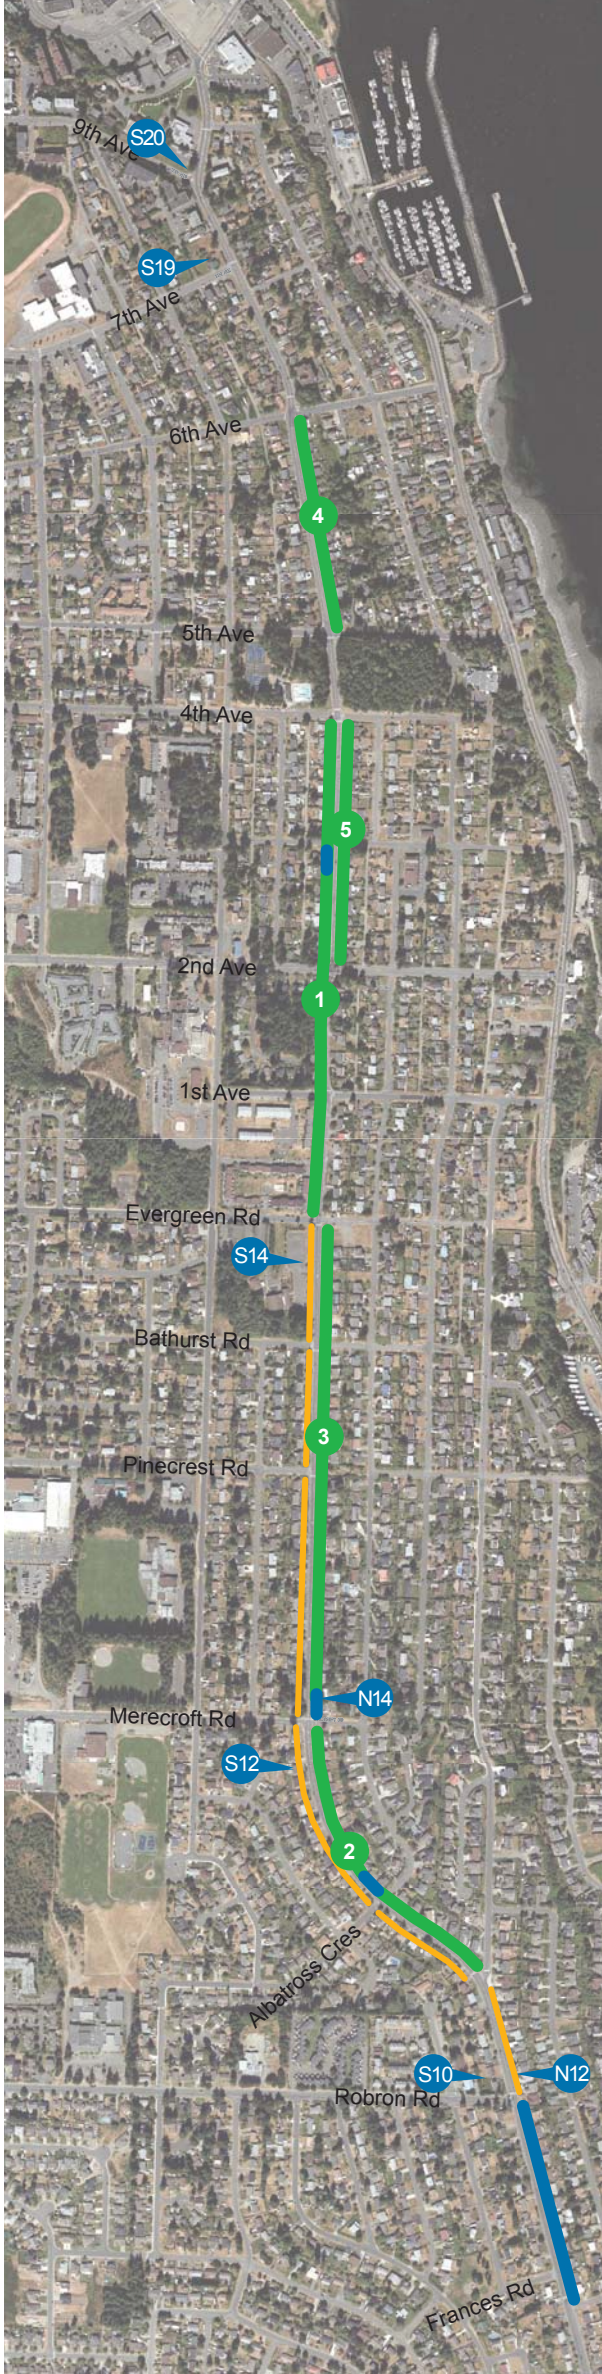 9th Ave
S20
S19
7th Ave
6th Ave
4
5th Ave
4th Ave
5
2nd Ave
1
1st Ave
Evergreen Rd
S14
Bathurst Rd
3
Pinecrest Rd
N14
Merecroft Rd
S12
2
Albatross Cres
S10
N12
Robron Rd
Frances Rd